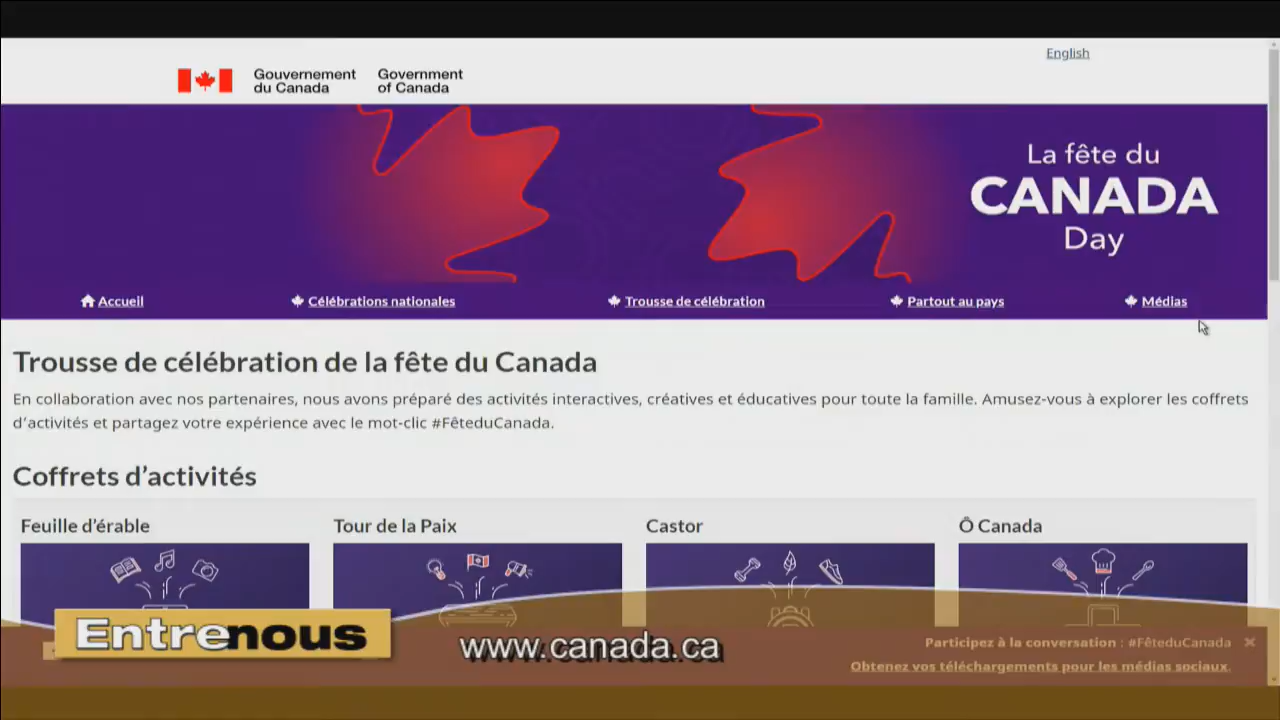 English
Gouvernement
du Canada
Government
of Canada
La fête du
CANADA
Day
Accueil
Célébrations nationales
Trousse de célébration
Partout au pays
Médias
Trousse de célébration de la fête du Canada
En collaboration avec nos partenaires, nous avons préparé des activités interactives, créatives et éducatives pour toute la famille. Amusez-vous à explorer les coffrets
d'activités et partagez votre expérience avec le mot-clic #FêteduCanada.
Coffrets d'activités
Feuille d'érable
Tour de la Paix
Castor
Ô Canada
Entrenous
www.canada.ca
Participez à la conversation : #FêteduCanada
Obtenez vos téléchargements pour les médias sociaux.